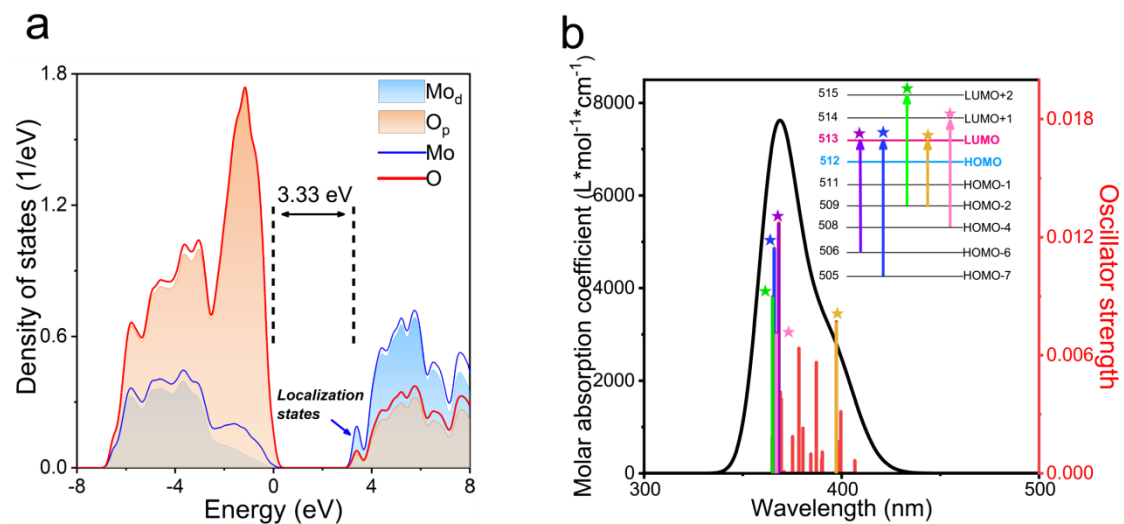 a
Density of states (1/eV)
1.8
1.2
0.6
0.0
-8
-4
0
4
8
Energy (eV)
Mo_d
O_p
Mo
O
3.33 eV
Localization
states
b
Molar absorption coefficient (L*mol⁻¹*cm⁻¹)
8000
6000
4000
2000
0
300
400
500
Wavelength (nm)
0.018
0.012
0.006
0.000
Oscillator strength
515 LUMO+2
514 LUMO+1
513 LUMO
512 HOMO
511 HOMO-1
509 HOMO-2
508 HOMO-4
506 HOMO-6
505 HOMO-7